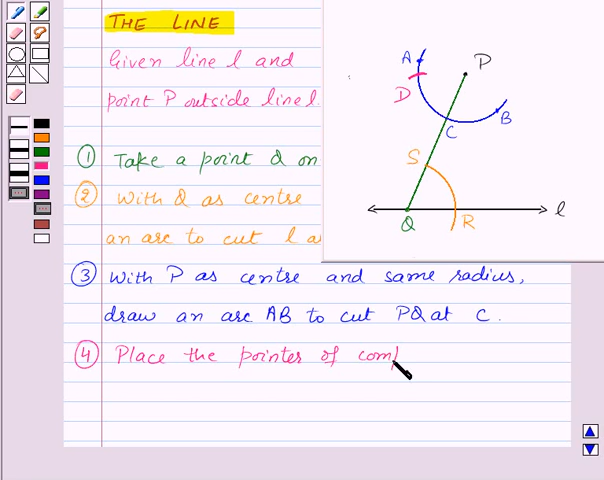 THE LINE
Given line l and
point P outside line l.
① Take a point Q on
② With Q as centre
an arc to cut l a
③ With P as centre and same radius,
draw an arc AB to cut PQ at C.
④ Place the pointer of com
A
P
D
B
C
S
Q
R
l